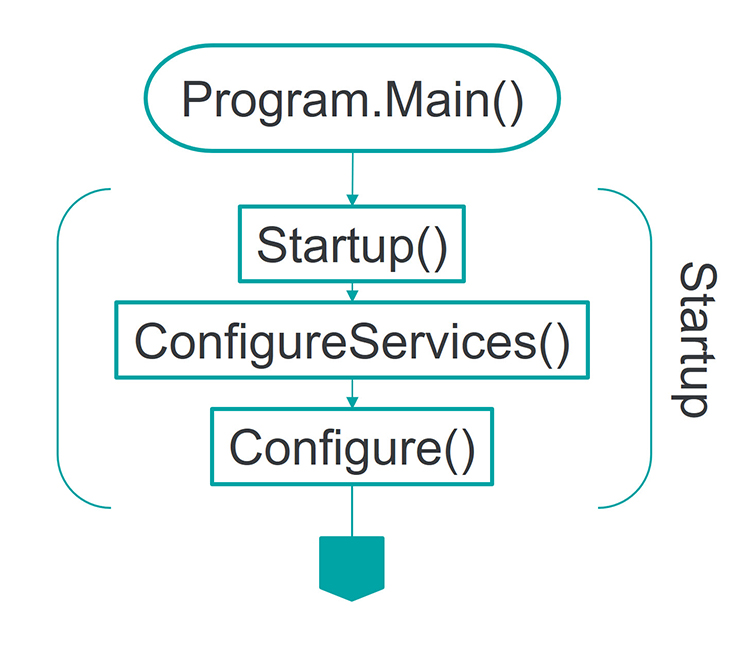 Program.Main()
Startup()
ConfigureServices()
Configure()
Startup